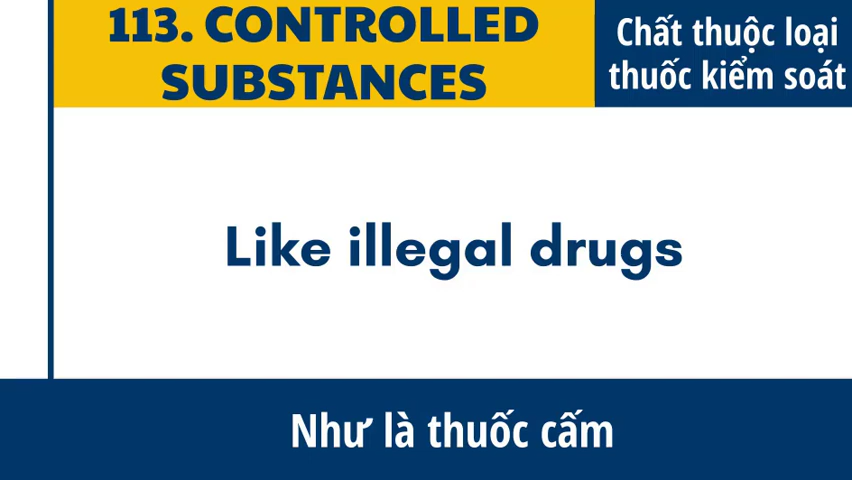 113. CONTROLLED
SUBSTANCES
Chất thuộc loại
thuốc kiểm soát
Like illegal drugs
Như là thuốc cấm